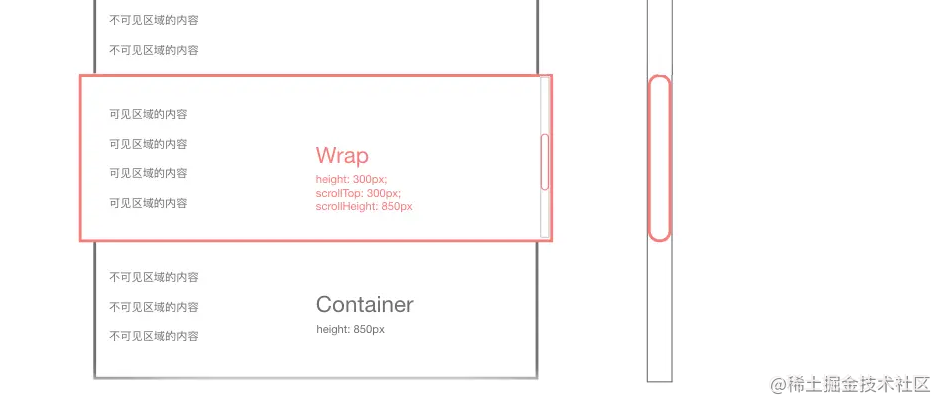 不可见区域的内容
不可见区域的内容
可见区域的内容
可见区域的内容
可见区域的内容
可见区域的内容
Wrap
height: 300px;
scrollTop: 300px;
scrollHeight: 850px
不可见区域的内容
不可见区域的内容
不可见区域的内容
Container
height: 850px
@稀土掘金技术社区